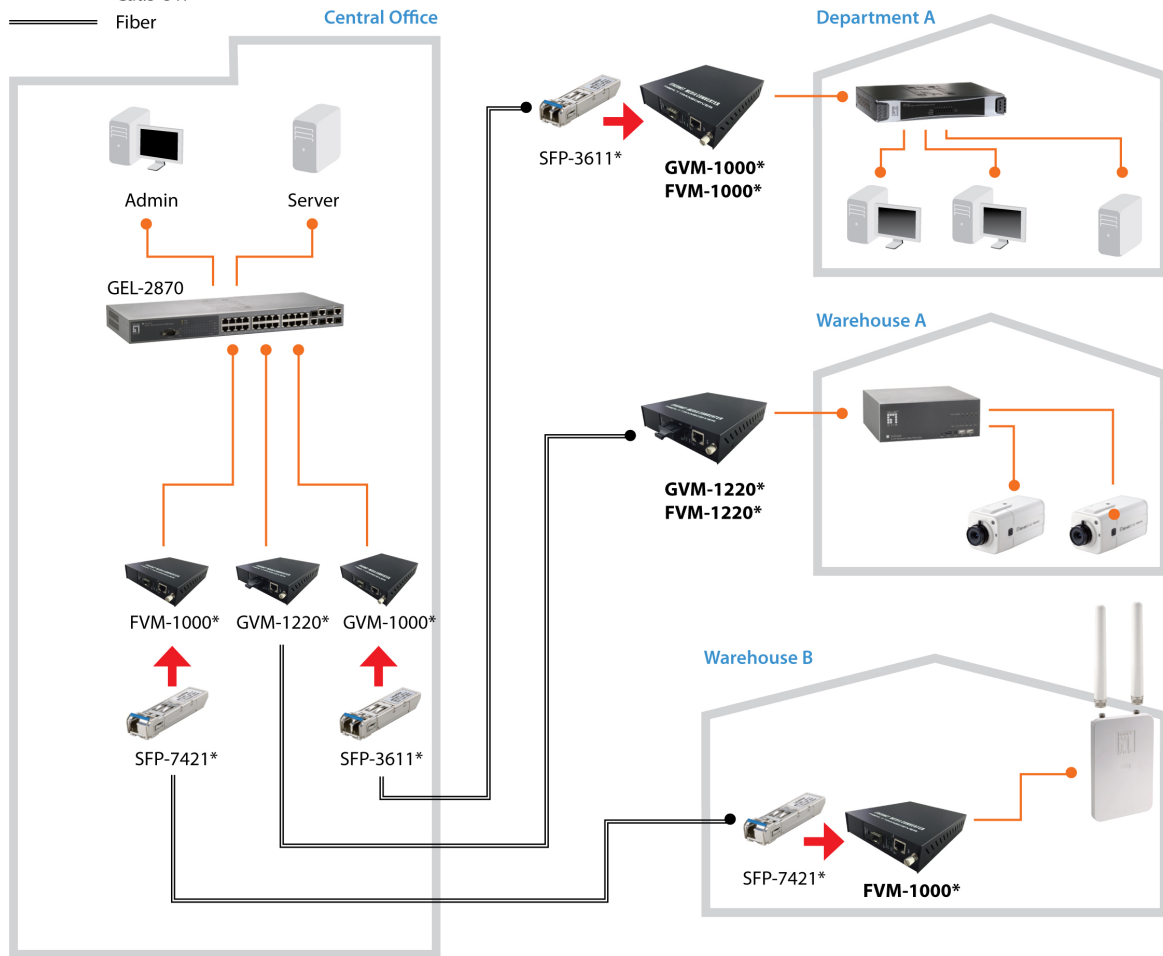 Fiber
Central Office
Department A
SFP-3611*
GVM-1000*
FVM-1000*
Admin
Server
GEL-2870
Warehouse A
GVM-1220*
FVM-1220*
FVM-1000*
GVM-1220*
GVM-1000*
SFP-7421*
SFP-3611*
Warehouse B
SFP-7421*
FVM-1000*